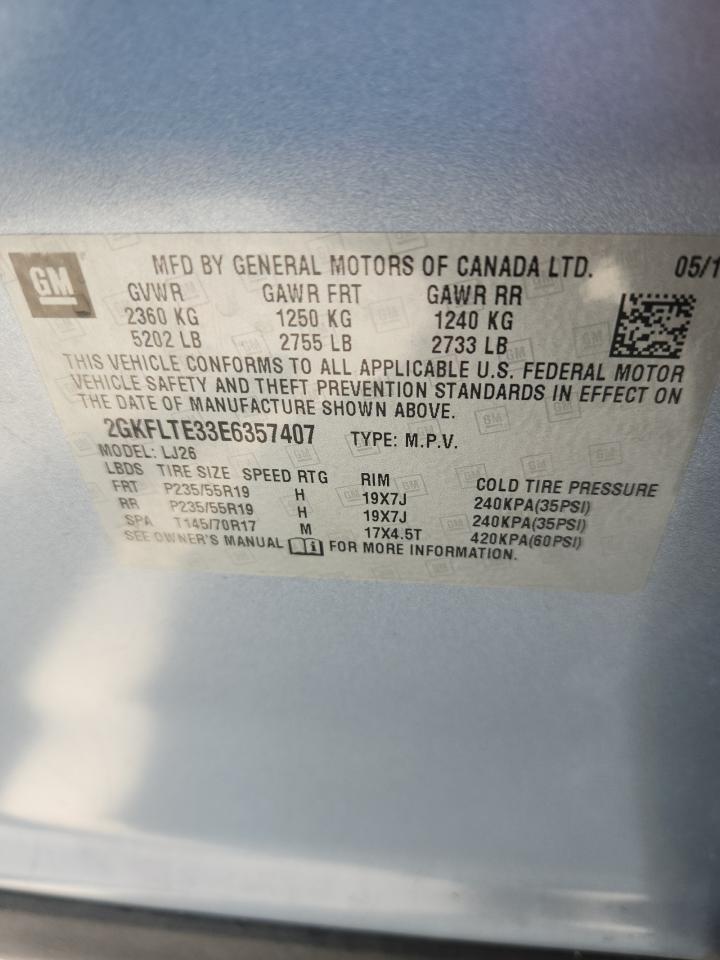 GM
MFD BY GENERAL MOTORS OF CANADA LTD. 05/1
GVWR GAWR FRT GAWR RR
2360 KG 1250 KG 1240 KG
5202 LB 2755 LB 2733 LB
THIS VEHICLE CONFORMS TO ALL APPLICABLE U.S. FEDERAL MOTOR
VEHICLE SAFETY AND THEFT PREVENTION STANDARDS IN EFFECT ON
THE DATE OF MANUFACTURE SHOWN ABOVE.
2GKFLTE33E6357407 TYPE: M.P.V.
MODEL: LJ26
LBDS TIRE SIZE SPEED RTG RIM COLD TIRE PRESSURE
FRT P235/55R19 H 19X7J 240KPA(35PSI)
RR P235/55R19 H 19X7J 240KPA(35PSI)
SPA T145/70R17 M 17X4.5T 420KPA(60PSI)
SEE OWNER'S MANUAL FOR MORE INFORMATION.